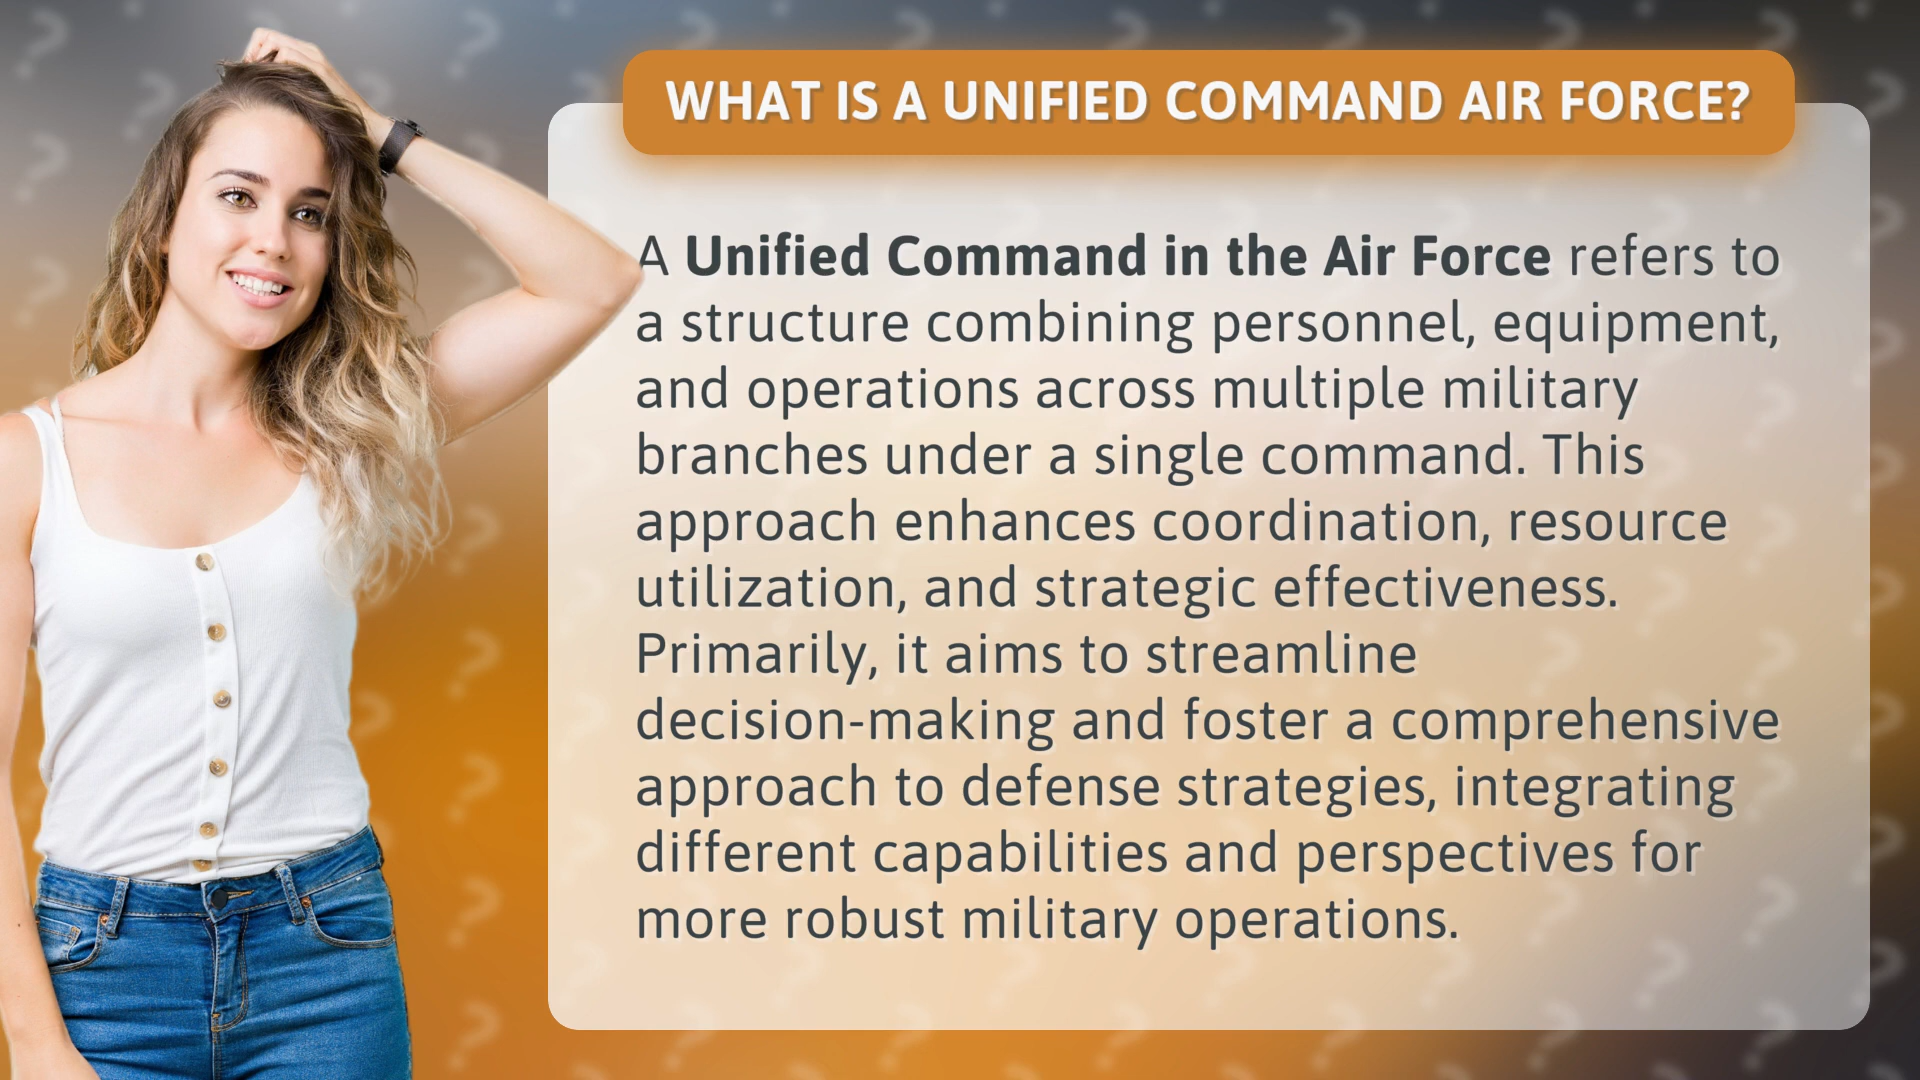 WHAT IS A UNIFIED COMMAND AIR FORCE?
A Unified Command in the Air Force refers to
a structure combining personnel, equipment,
and operations across multiple military
branches under a single command. This
approach enhances coordination, resource
utilization, and strategic effectiveness.
Primarily, it aims to streamline
decision-making and foster a comprehensive
approach to defense strategies, integrating
different capabilities and perspectives for
more robust military operations.